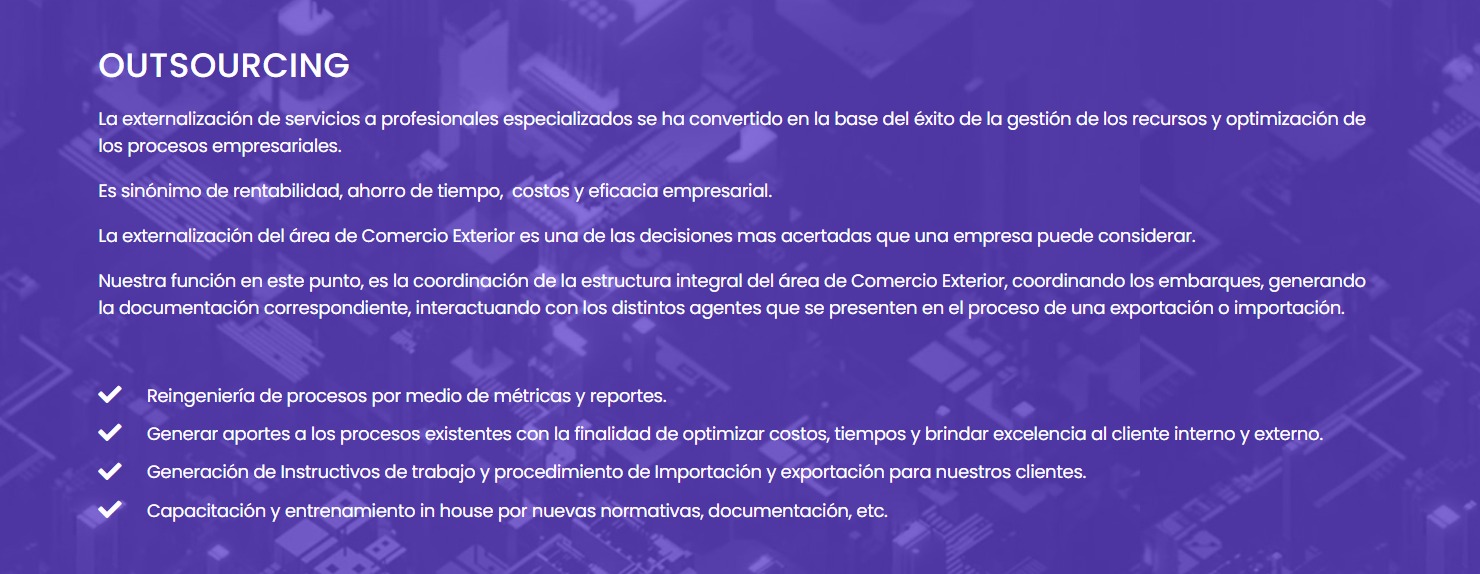 OUTSOURCING
La externalización de servicios a profesionales especializados se ha convertido en la base del éxito de la gestión de los recursos y optimización de
los procesos empresariales.
Es sinónimo de rentabilidad, ahorro de tiempo,  costos y eficacia empresarial.
La externalización del área de Comercio Exterior es una de las decisiones mas acertadas que una empresa puede considerar.
Nuestra función en este punto, es la coordinación de la estructura integral del área de Comercio Exterior, coordinando los embarques, generando
la documentación correspondiente, interactuando con los distintos agentes que se presenten en el proceso de una exportación o importación.
Reingeniería de procesos por medio de métricas y reportes.
Generar aportes a los procesos existentes con la finalidad de optimizar costos, tiempos y brindar excelencia al cliente interno y externo.
Generación de Instructivos de trabajo y procedimiento de Importación y exportación para nuestros clientes.
Capacitación y entrenamiento in house por nuevas normativas, documentación, etc.